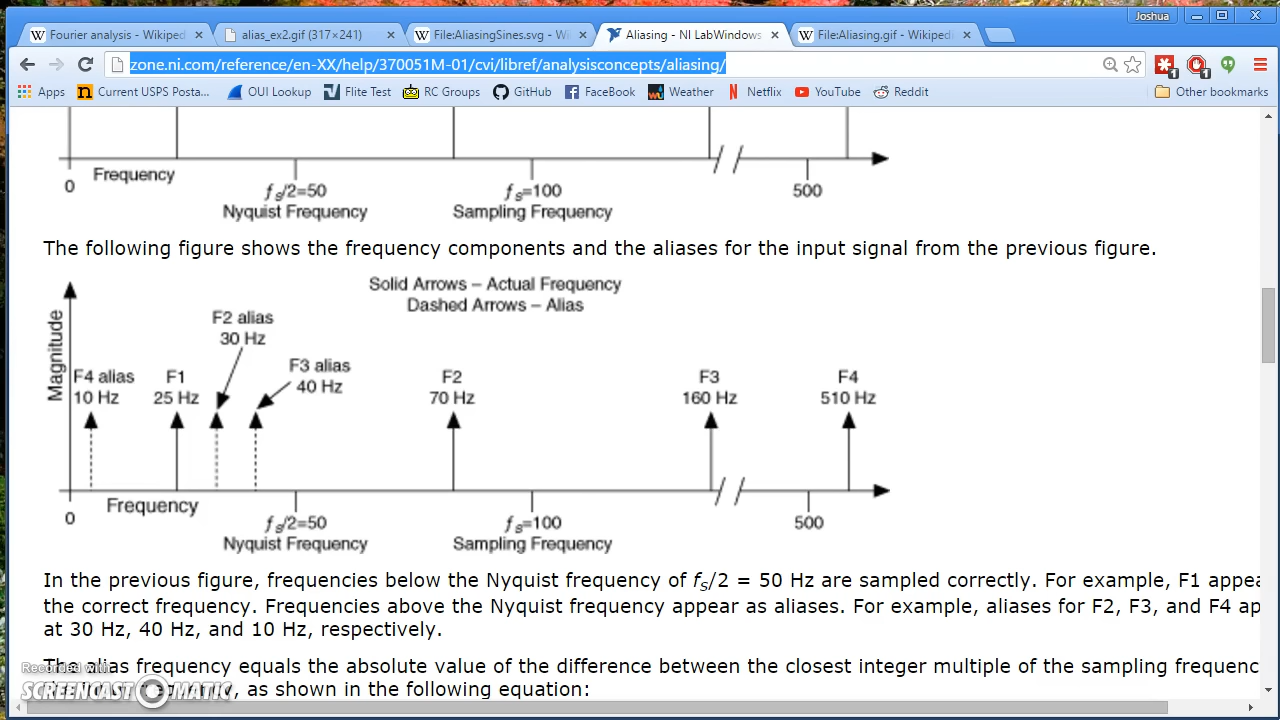 Joshua
Fourier analysis - Wikiped
alias_ex2.gif (317×241)
File:AliasingSines.svg - Wi
Aliasing - NI LabWindows
File:Aliasing.gif - Wikiped
zone.ni.com/reference/en-XX/help/370051M-01/cvi/libref/analysisconcepts/aliasing/
1
1
Apps
Current USPS Posta...
OUI Lookup
Flite Test
RC Groups
GitHub
FaceBook
Weather
Netflix
YouTube
Reddit
Other bookmarks
0
Frequency
fs/2=50
Nyquist Frequency
fs=100
Sampling Frequency
500
The following figure shows the frequency components and the aliases for the input signal from the previous figure.
Solid Arrows – Actual Frequency
Dashed Arrows – Alias
Magnitude
F4 alias
10 Hz
F1
25 Hz
F2 alias
30 Hz
F3 alias
40 Hz
F2
70 Hz
F3
160 Hz
F4
510 Hz
0
Frequency
fs/2=50
Nyquist Frequency
fs=100
Sampling Frequency
500
In the previous figure, frequencies below the Nyquist frequency of fs/2 = 50 Hz are sampled correctly. For example, F1 appea
the correct frequency. Frequencies above the Nyquist frequency appear as aliases. For example, aliases for F2, F3, and F4 ap
at 30 Hz, 40 Hz, and 10 Hz, respectively.
The alias frequency equals the absolute value of the difference between the closest integer multiple of the sampling frequenc
, as shown in the following equation:
Recorded with
SCREENCAST MATIC